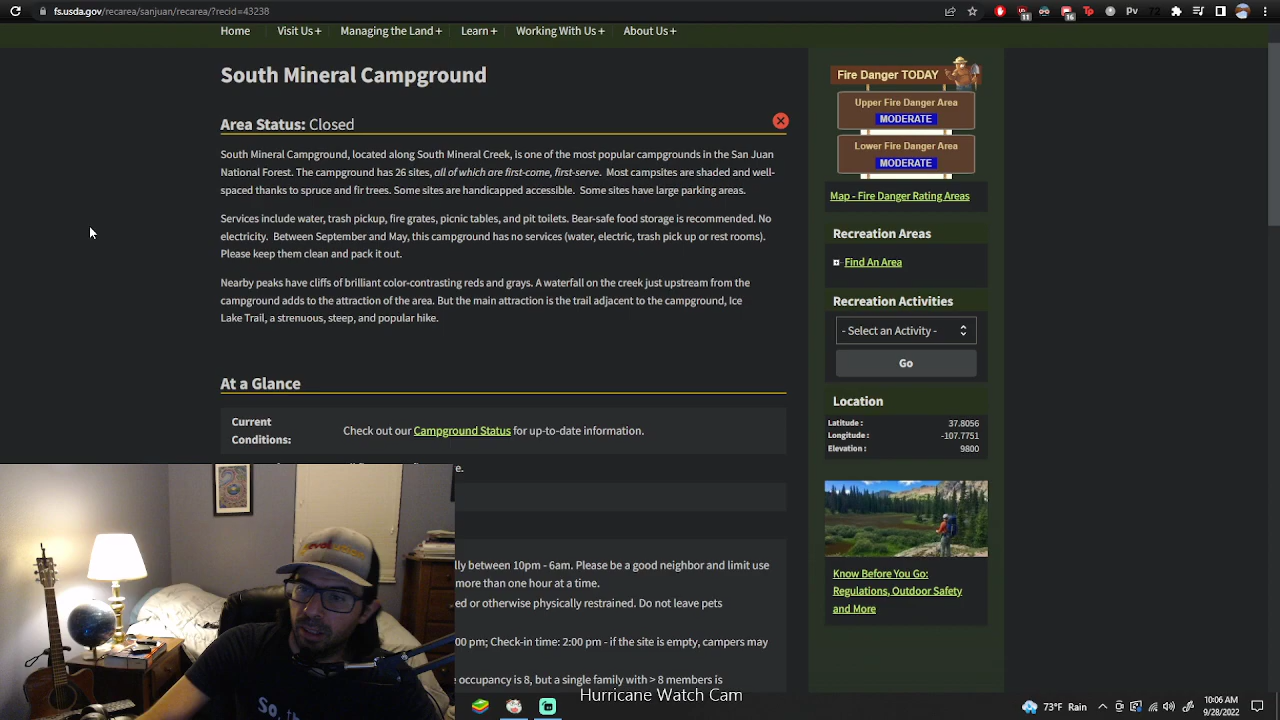 fs.usda.gov/recarea/sanjuan/recarea/?recid=43238
11
16
Tp
Pv
72
Home Visit Us + Managing the Land + Learn + Working With Us + About Us +
South Mineral Campground
Area Status: Closed
South Mineral Campground, located along South Mineral Creek, is one of the most popular campgrounds in the San Juan
National Forest. The campground has 26 sites, all of which are first-come, first-serve. Most campsites are shaded and well-
spaced thanks to spruce and fir trees. Some sites are handicapped accessible. Some sites have large parking areas.
Services include water, trash pickup, fire grates, picnic tables, and pit toilets. Bear-safe food storage is recommended. No
electricity. Between September and May, this campground has no services (water, electric, trash pick up or rest rooms).
Please keep them clean and pack it out.
Nearby peaks have cliffs of brilliant color-contrasting reds and grays. A waterfall on the creek just upstream from the
campground adds to the attraction of the area. But the main attraction is the trail adjacent to the campground, Ice
Lake Trail, a strenuous, steep, and popular hike.
At a Glance
Current
Conditions:
Check out our Campground Status for up-to-date information.
e.
ly between 10pm - 6am. Please be a good neighbor and limit use
more than one hour at a time.
ed or otherwise physically restrained. Do not leave pets
00 pm; Check-in time: 2:00 pm - if the site is empty, campers may
e occupancy is 8, but a single family with > 8 members is
Fire Danger TODAY
Upper Fire Danger Area
MODERATE
Lower Fire Danger Area
MODERATE
Map - Fire Danger Rating Areas
Recreation Areas
Find An Area
Recreation Activities
- Select an Activity -
Go
Location
Latitude : 37.8056
Longitude : -107.7751
Elevation : 9800
Know Before You Go:
Regulations, Outdoor Safety
and More
So, th
Hurricane Watch Cam
73°F Rain
10:06 AM
9/28/2022